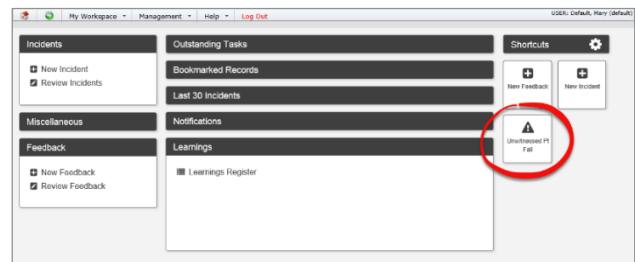 My Workspace Management Help Log Out
USER: Default, Mary (default)
Incidents
New Incident
Review Incidents
Miscellaneous
Feedback
New Feedback
Review Feedback
Outstanding Tasks
Bookmarked Records
Last 30 Incidents
Notifications
Learnings
Learnings Register
Shortcuts
New Feedback
New Incident
Unwitnessed Pt
Fall